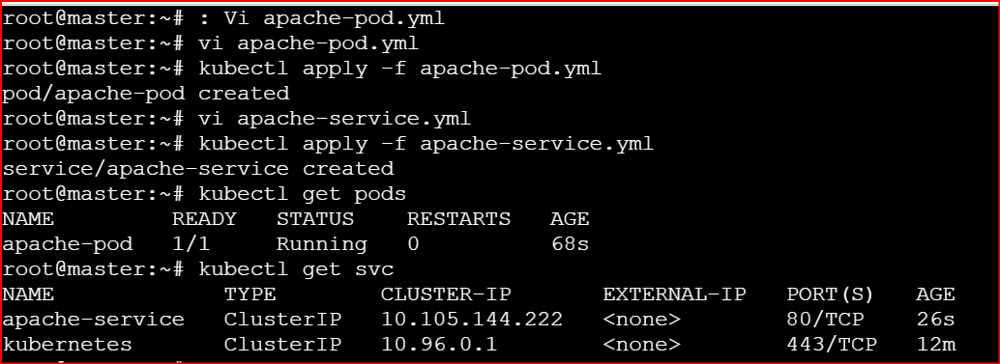 root@master:~# : Vi apache-pod.yml
root@master:~# vi apache-pod.yml
root@master:~# kubectl apply -f apache-pod.yml
pod/apache-pod created
root@master:~# vi apache-service.yml
root@master:~# kubectl apply -f apache-service.yml
service/apache-service created
root@master:~# kubectl get pods
NAME         READY   STATUS    RESTARTS   AGE
apache-pod   1/1     Running   0          68s
root@master:~# kubectl get svc
NAME             TYPE        CLUSTER-IP       EXTERNAL-IP   PORT(S)   AGE
apache-service   ClusterIP   10.105.144.222   <none>        80/TCP    26s
kubernetes       ClusterIP   10.96.0.1        <none>        443/TCP   12m